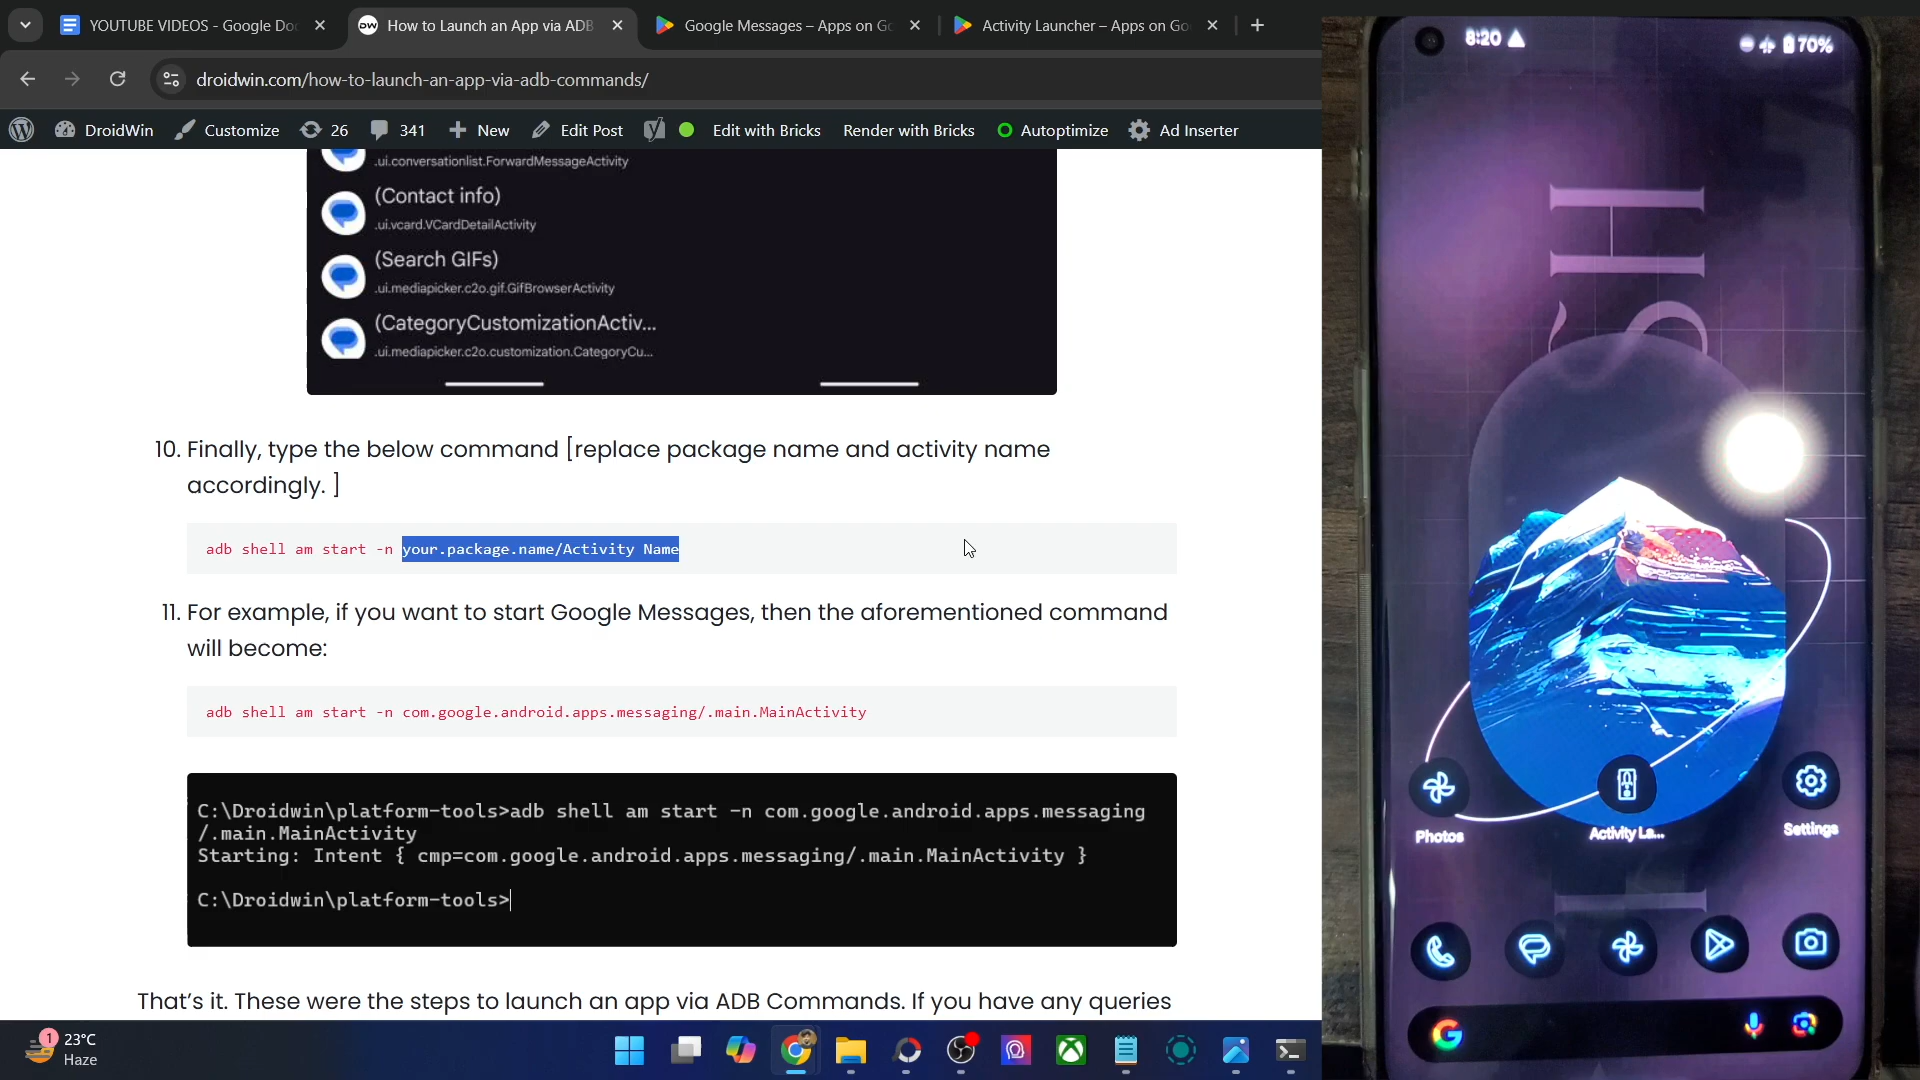 YOUTUBE VIDEOS - Google Doc
How to Launch an App via ADB
Google Messages – Apps on Go
Activity Launcher – Apps on Go
droidwin.com/how-to-launch-an-app-via-adb-commands/
DroidWin
Customize
26
341
New
Edit Post
Edit with Bricks
Render with Bricks
Autoptimize
Ad Inserter
.ui.conversationlist.ForwardMessageActivity
(Contact info)
.ui.vcard.VCardDetailActivity
(Search GIFs)
.ui.mediapicker.c2o.gif.GifBrowserActivity
(CategoryCustomizationActiv...
.ui.mediapicker.c2o.customization.CategoryCu...
10. Finally, type the below command [replace package name and activity name
accordingly. ]
adb shell am start -n your.package.name/Activity Name
11. For example, if you want to start Google Messages, then the aforementioned command
will become:
adb shell am start -n com.google.android.apps.messaging/.main.MainActivity
C:\Droidwin\platform-tools>adb shell am start -n com.google.android.apps.messaging
/.main.MainActivity
Starting: Intent { cmp=com.google.android.apps.messaging/.main.MainActivity }
C:\Droidwin\platform-tools>
That's it. These were the steps to launch an app via ADB Commands. If you have any queries
1
23°C
Haze
8:20
70%
Photos
Activity La...
Settings